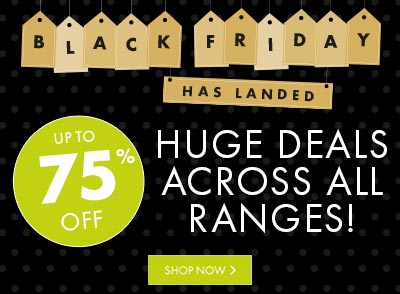 BLACK FRIDAY
HAS LANDED
UP TO
75%
OFF
HUGE DEALS
ACROSS ALL
RANGES!
SHOP NOW >